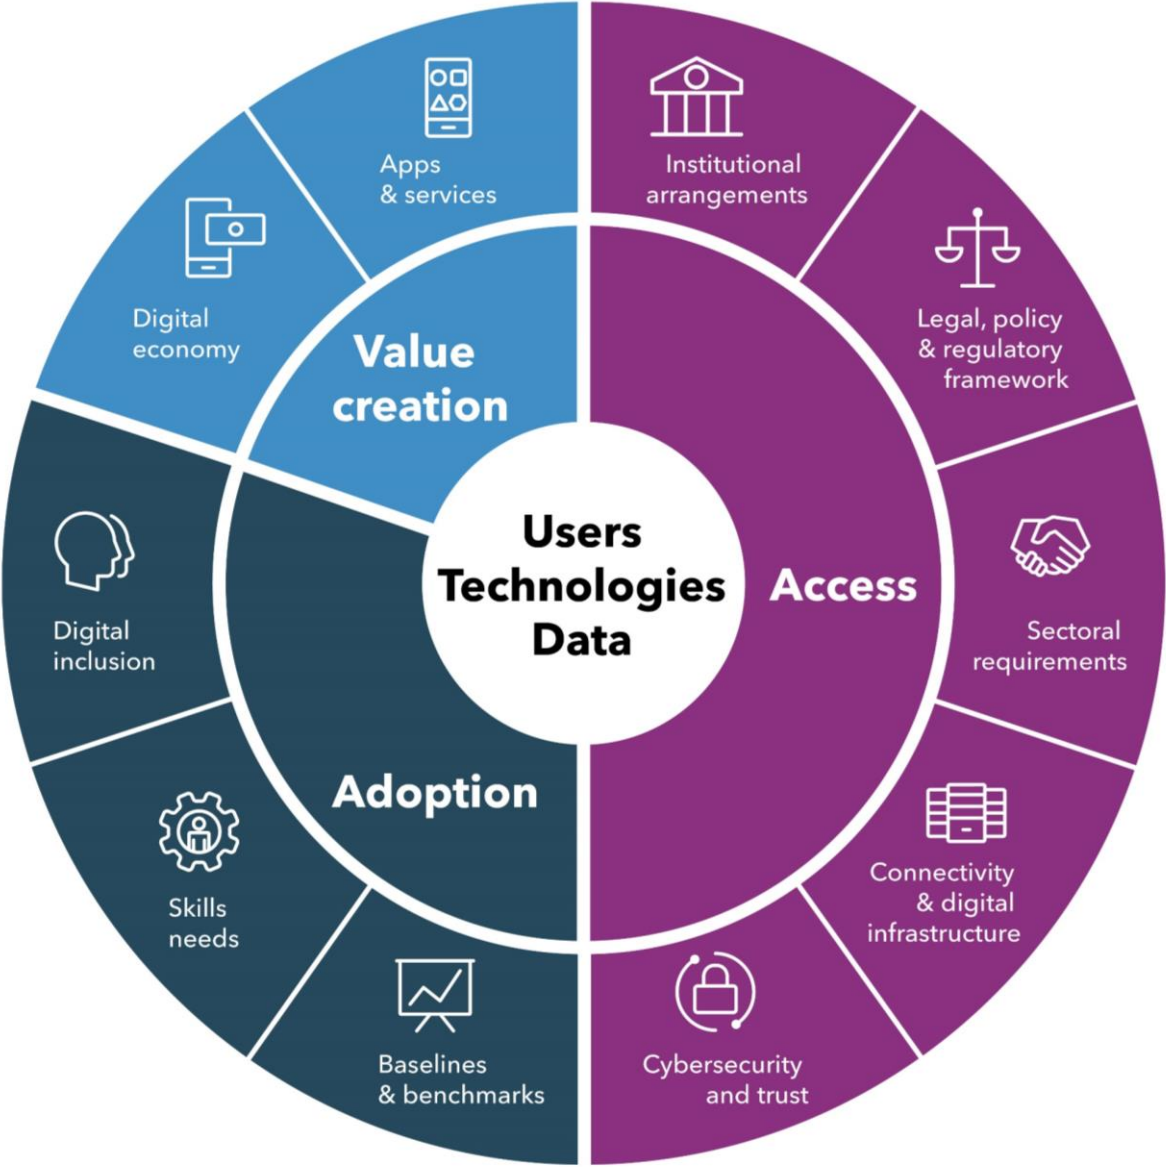 Apps
& services
Institutional
arrangements
Digital
economy
Legal, policy
& regulatory
framework
Value
creation
Users
Technologies
Data
Access
Digital
inclusion
Sectoral
requirements
Adoption
Skills
needs
Connectivity
& digital
infrastructure
Baselines
& benchmarks
Cybersecurity
and trust